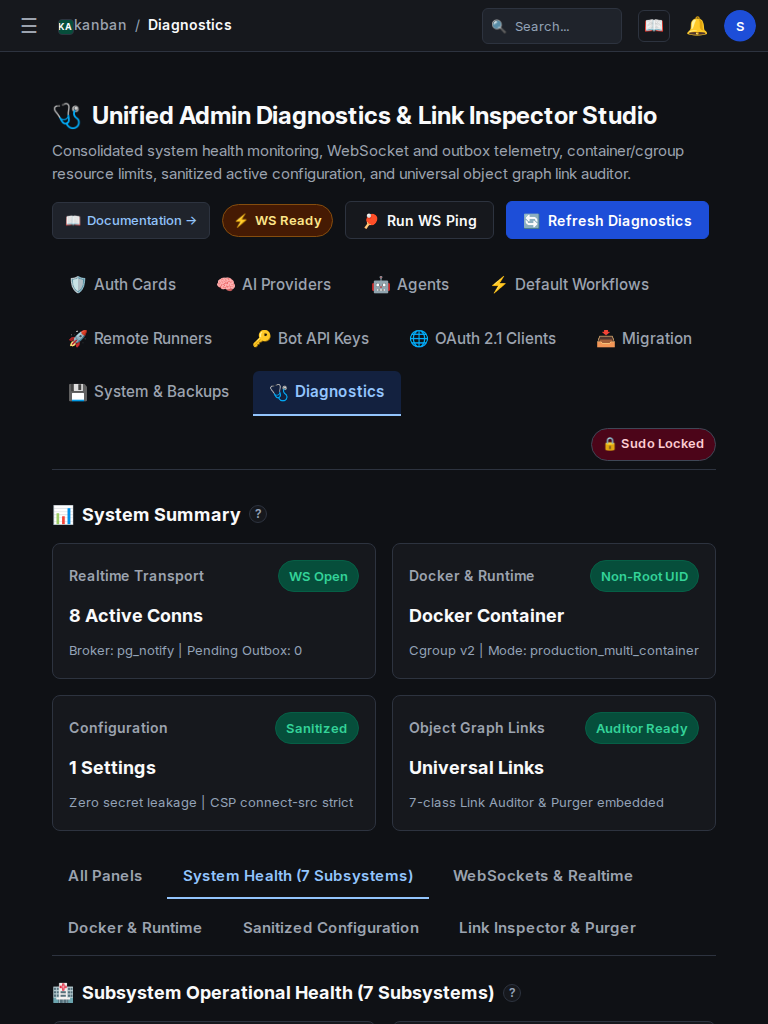 KA kanban / Diagnostics
Search...
S
Unified Admin Diagnostics & Link Inspector Studio
Consolidated system health monitoring, WebSocket and outbox telemetry, container/cgroup
resource limits, sanitized active configuration, and universal object graph link auditor.
Documentation →
WS Ready
Run WS Ping
Refresh Diagnostics
Auth Cards
AI Providers
Agents
Default Workflows
Remote Runners
Bot API Keys
OAuth 2.1 Clients
Migration
System & Backups
Diagnostics
Sudo Locked
System Summary ?
Realtime Transport
WS Open
8 Active Conns
Broker: pg_notify | Pending Outbox: 0
Docker & Runtime
Non-Root UID
Docker Container
Cgroup v2 | Mode: production_multi_container
Configuration
Sanitized
1 Settings
Zero secret leakage | CSP connect-src strict
Object Graph Links
Auditor Ready
Universal Links
7-class Link Auditor & Purger embedded
All Panels
System Health (7 Subsystems)
WebSockets & Realtime
Docker & Runtime
Sanitized Configuration
Link Inspector & Purger
Subsystem Operational Health (7 Subsystems) ?